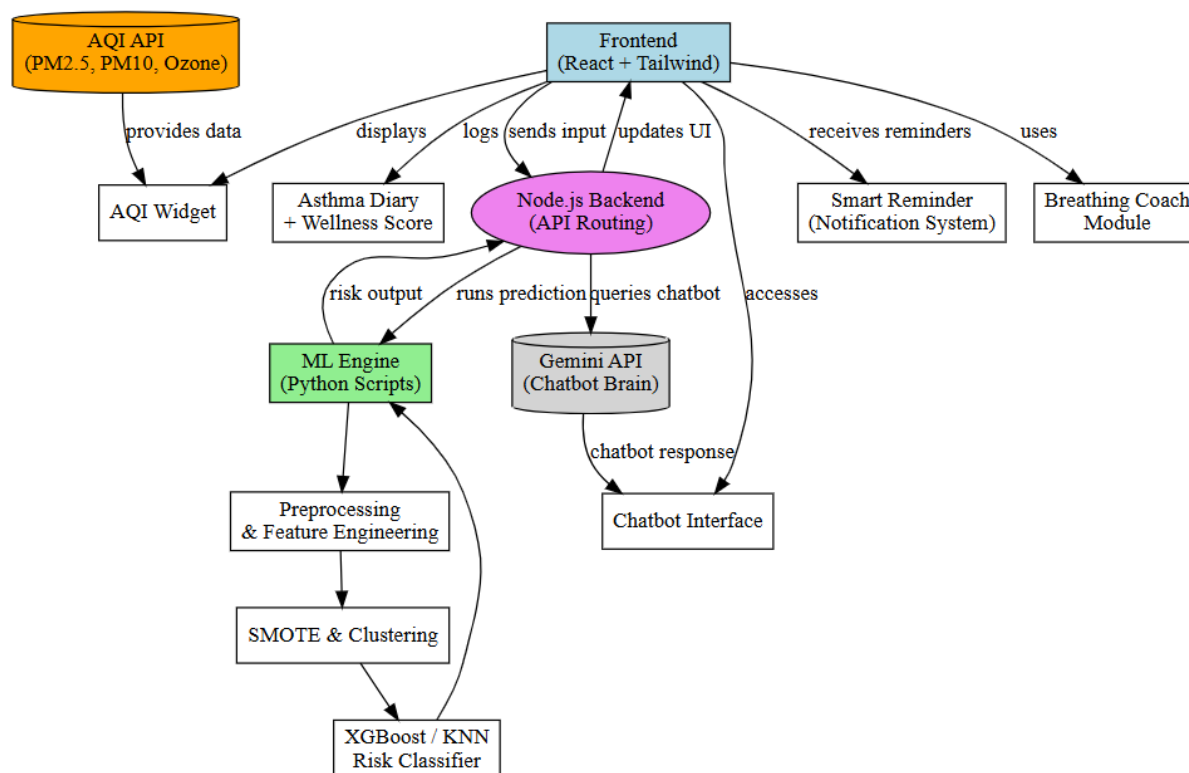 AQI API
(PM2.5, PM10, Ozone)
Frontend
(React + Tailwind)
provides data
displays
logs
sends input
updates UI
receives reminders
uses
AQI Widget
Asthma Diary
+ Wellness Score
Node.js Backend
(API Routing)
Smart Reminder
(Notification System)
Breathing Coach
Module
risk output
runs prediction
queries chatbot
accesses
ML Engine
(Python Scripts)
Gemini API
(Chatbot Brain)
chatbot response
Preprocessing
& Feature Engineering
Chatbot Interface
SMOTE & Clustering
XGBoost / KNN
Risk Classifier